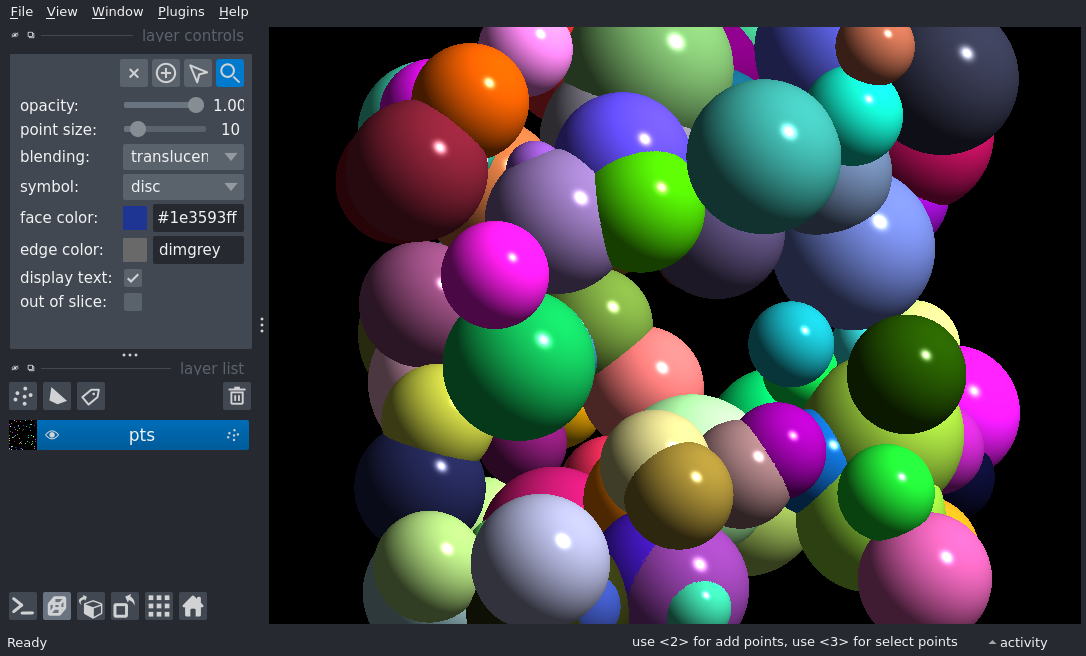 File View Window Plugins Help
layer controls
opacity: 1.00
point size: 10
blending: translucen
symbol: disc
face color: #1e3593ff
edge color: dimgrey
display text:
out of slice:
layer list
pts
Ready use <2> for add points, use <3> for select points activity